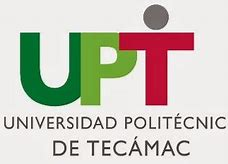 UPT
UNIVERSIDAD POLITÉCNIC
DE TECÁMAC